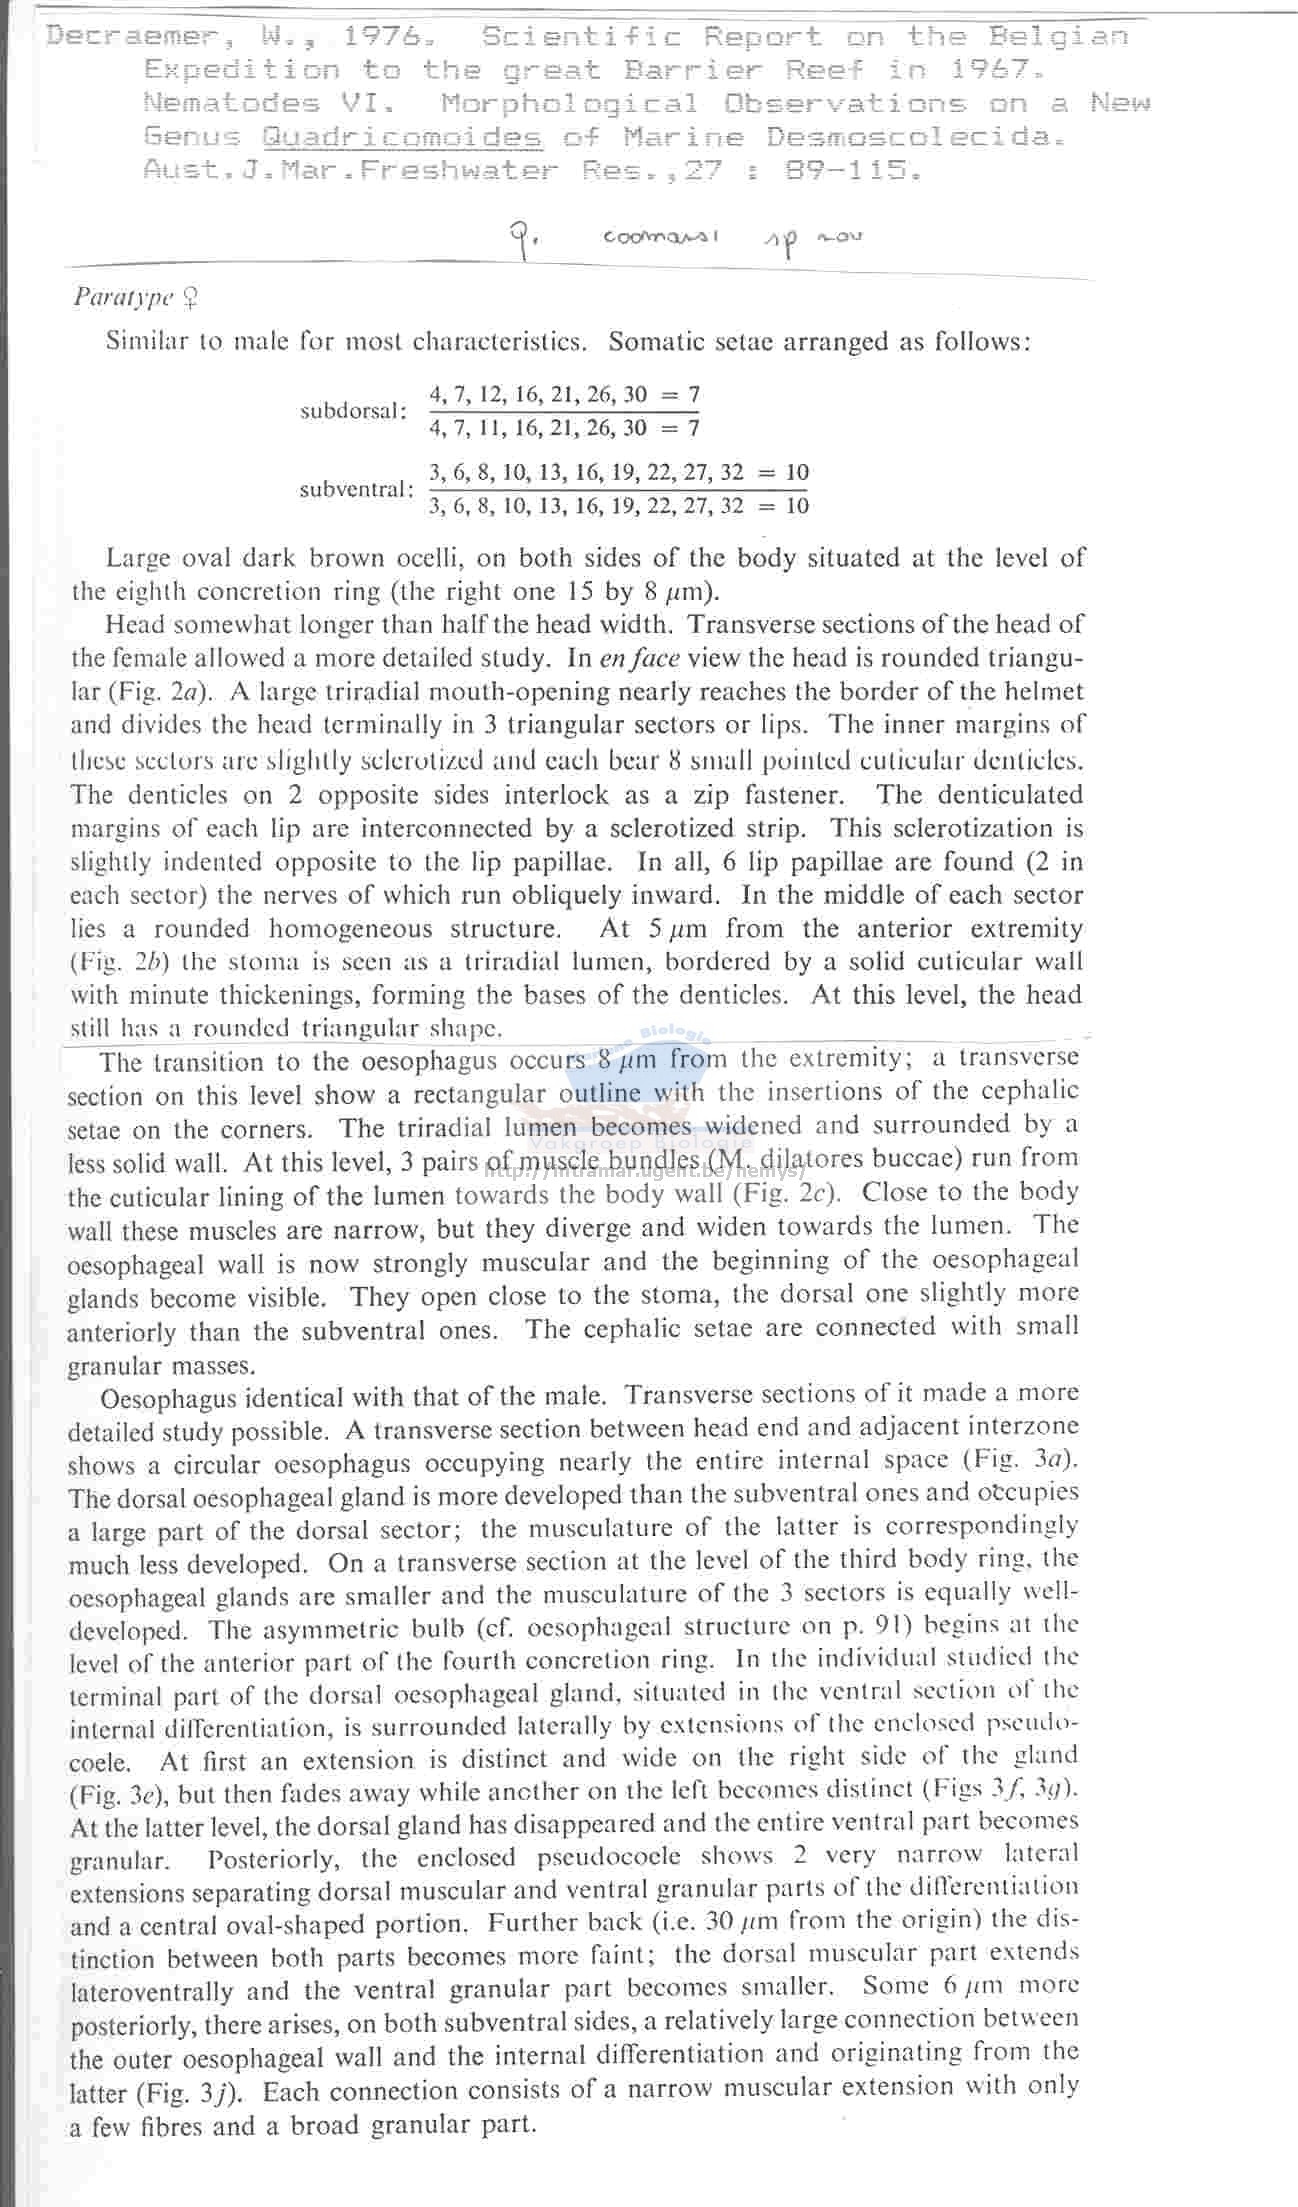 Decraemer, W., 1976. Scientific Report on the Belgian
Expedition to the great Barrier Reef in 1967.
Nematodes VI. Morphological Observations on a New
Genus Quadricomoides of Marine Desmoscolecida.
Aust.J.Mar.Freshwater Res.,27 : 89-115.
Q. coomansi sp nov
Paratype ♀
Similar to male for most characteristics. Somatic setae arranged as follows:
4, 7, 12, 16, 21, 26, 30 = 7
subdorsal:
4, 7, 11, 16, 21, 26, 30 = 7
3, 6, 8, 10, 13, 16, 19, 22, 27, 32 = 10
subventral:
3, 6, 8, 10, 13, 16, 19, 22, 27, 32 = 10
Large oval dark brown ocelli, on both sides of the body situated at the level of
the eighth concretion ring (the right one 15 by 8 μm).
Head somewhat longer than half the head width. Transverse sections of the head of
the female allowed a more detailed study. In en face view the head is rounded triangu-
lar (Fig. 2a). A large triradial mouth-opening nearly reaches the border of the helmet
and divides the head terminally in 3 triangular sectors or lips. The inner margins of
these sectors are slightly sclerotized and each bear 8 small pointed cuticular denticles.
The denticles on 2 opposite sides interlock as a zip fastener. The denticulated
margins of each lip are interconnected by a sclerotized strip. This sclerotization is
slightly indented opposite to the lip papillae. In all, 6 lip papillae are found (2 in
each sector) the nerves of which run obliquely inward. In the middle of each sector
lies a rounded homogeneous structure. At 5 μm from the anterior extremity
(Fig. 2b) the stoma is seen as a triradial lumen, bordered by a solid cuticular wall
with minute thickenings, forming the bases of the denticles. At this level, the head
still has a rounded triangular shape.
The transition to the oesophagus occurs 8 μm from the extremity; a transverse
section on this level show a rectangular outline with the insertions of the cephalic
setae on the corners. The triradial lumen becomes widened and surrounded by a
less solid wall. At this level, 3 pairs of muscle bundles (M. dilatores buccae) run from
the cuticular lining of the lumen towards the body wall (Fig. 2c). Close to the body
wall these muscles are narrow, but they diverge and widen towards the lumen. The
oesophageal wall is now strongly muscular and the beginning of the oesophageal
glands become visible. They open close to the stoma, the dorsal one slightly more
anteriorly than the subventral ones. The cephalic setae are connected with small
granular masses.
Oesophagus identical with that of the male. Transverse sections of it made a more
detailed study possible. A transverse section between head end and adjacent interzone
shows a circular oesophagus occupying nearly the entire internal space (Fig. 3a).
The dorsal oesophageal gland is more developed than the subventral ones and occupies
a large part of the dorsal sector; the musculature of the latter is correspondingly
much less developed. On a transverse section at the level of the third body ring, the
oesophageal glands are smaller and the musculature of the 3 sectors is equally well-
developed. The asymmetric bulb (cf. oesophageal structure on p. 91) begins at the
level of the anterior part of the fourth concretion ring. In the individual studied the
terminal part of the dorsal oesophageal gland, situated in the ventral section of the
internal differentiation, is surrounded laterally by extensions of the enclosed pseudo-
coele. At first an extension is distinct and wide on the right side of the gland
(Fig. 3e), but then fades away while another on the left becomes distinct (Figs 3f, 3g).
At the latter level, the dorsal gland has disappeared and the entire ventral part becomes
granular. Posteriorly, the enclosed pseudocoele shows 2 very narrow lateral
extensions separating dorsal muscular and ventral granular parts of the differentiation
and a central oval-shaped portion. Further back (i.e. 30 μm from the origin) the dis-
tinction between both parts becomes more faint; the dorsal muscular part extends
lateroventrally and the ventral granular part becomes smaller. Some 6 μm more
posteriorly, there arises, on both subventral sides, a relatively large connection between
the outer oesophageal wall and the internal differentiation and originating from the
latter (Fig. 3j). Each connection consists of a narrow muscular extension with only
a few fibres and a broad granular part.
Marine Biologie
Vakgroep Biologie
http://intramar.ugent.be/nemys/